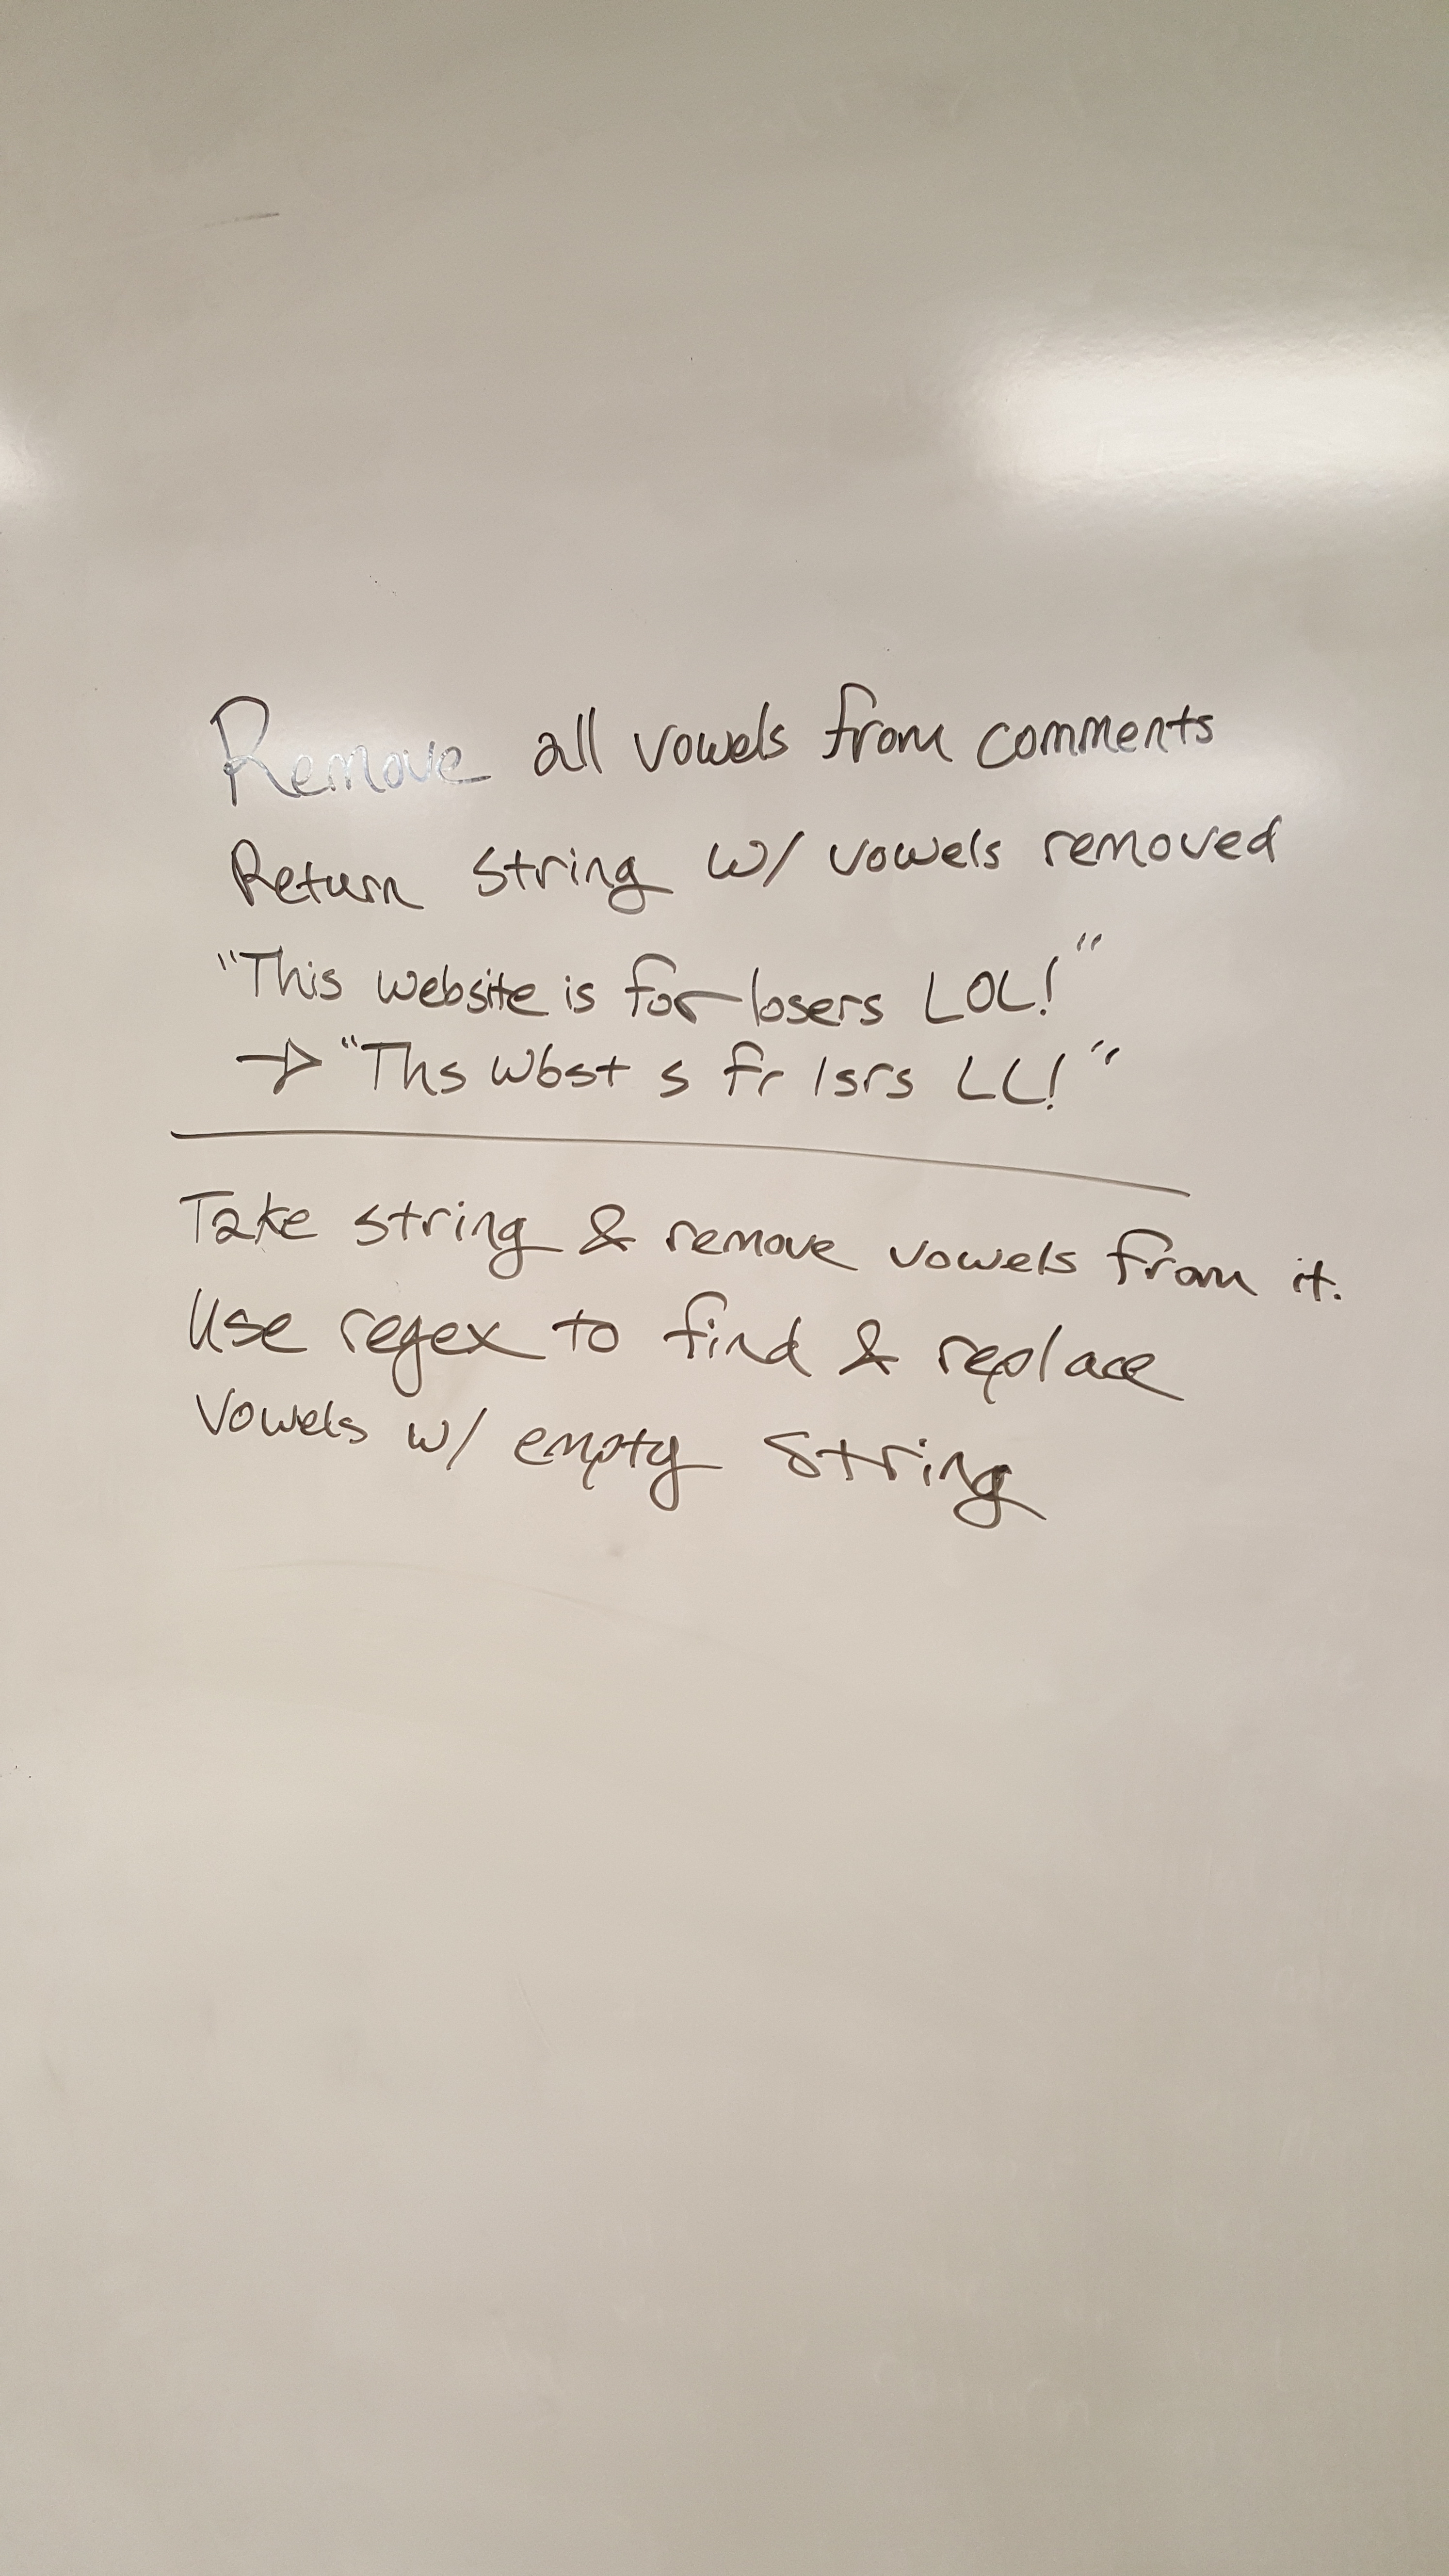 Remove all vowels from comments
Return string w/ vowels removed
"This website is for losers LOL!"
→ "Ths wbst s fr lsrs LL!"
Take string & remove vowels from it.
Use regex to find & replace
vowels w/ empty string